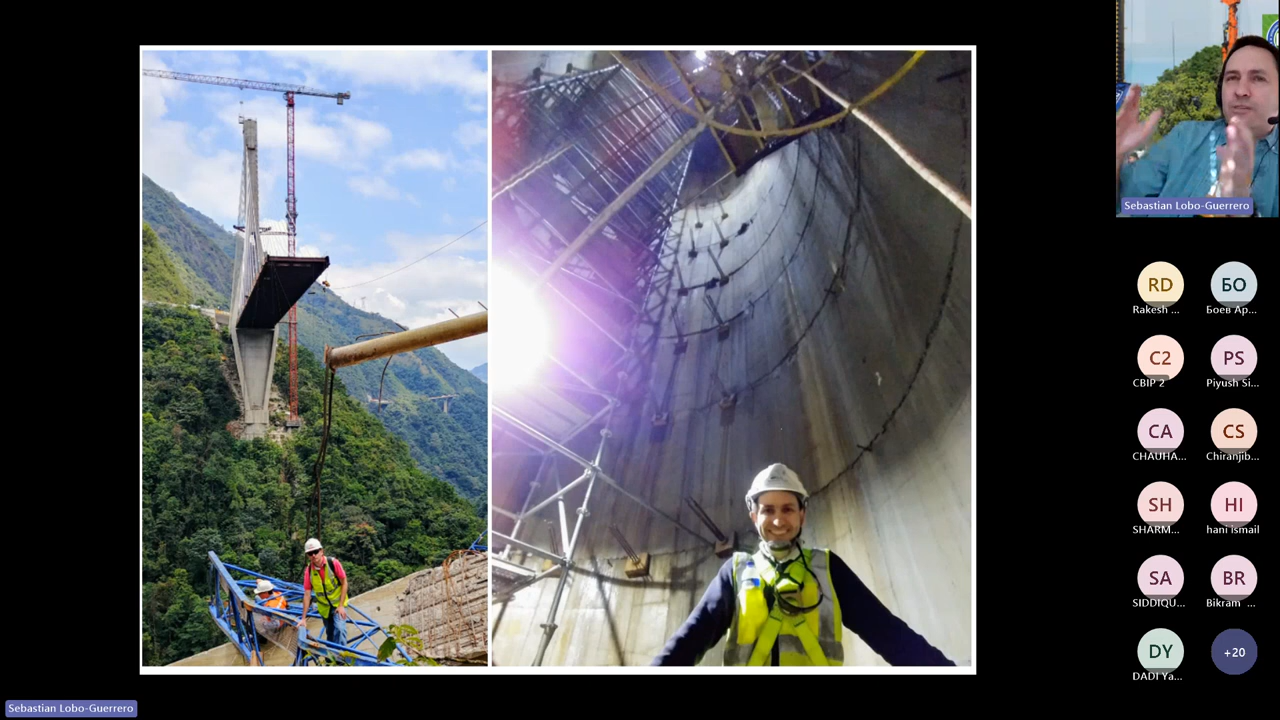 Sebastian Lobo-Guerrero
RD
Rakesh ...
БО
Боев Ар...
C2
CBIP 2
PS
Piyush Si...
CA
CHAUHA...
CS
Chiranjib...
SH
SHARM...
HI
hani ismail
SA
SIDDIQU...
BR
Bikram ...
DY
DADI Ya...
+20
Sebastian Lobo-Guerrero